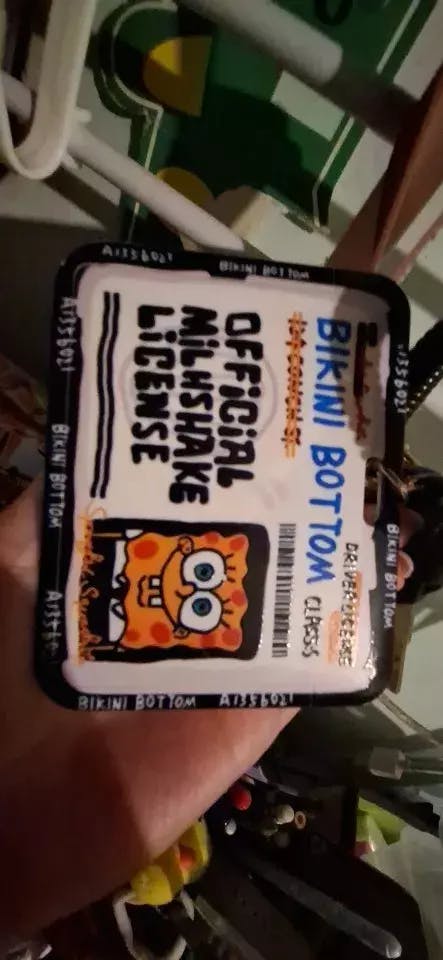 A1356021 BIKINI BOTTOM
DRIVER LICENSE
BIKINI BOTTOM CLASS
OFFiCiAL
MiLKSHAKE
LiCENSE
A1356021 BIKINI BOTTOM
BIKINI BOTTOM A1356021
A1356021 BIKINI BOTTOM A1356021